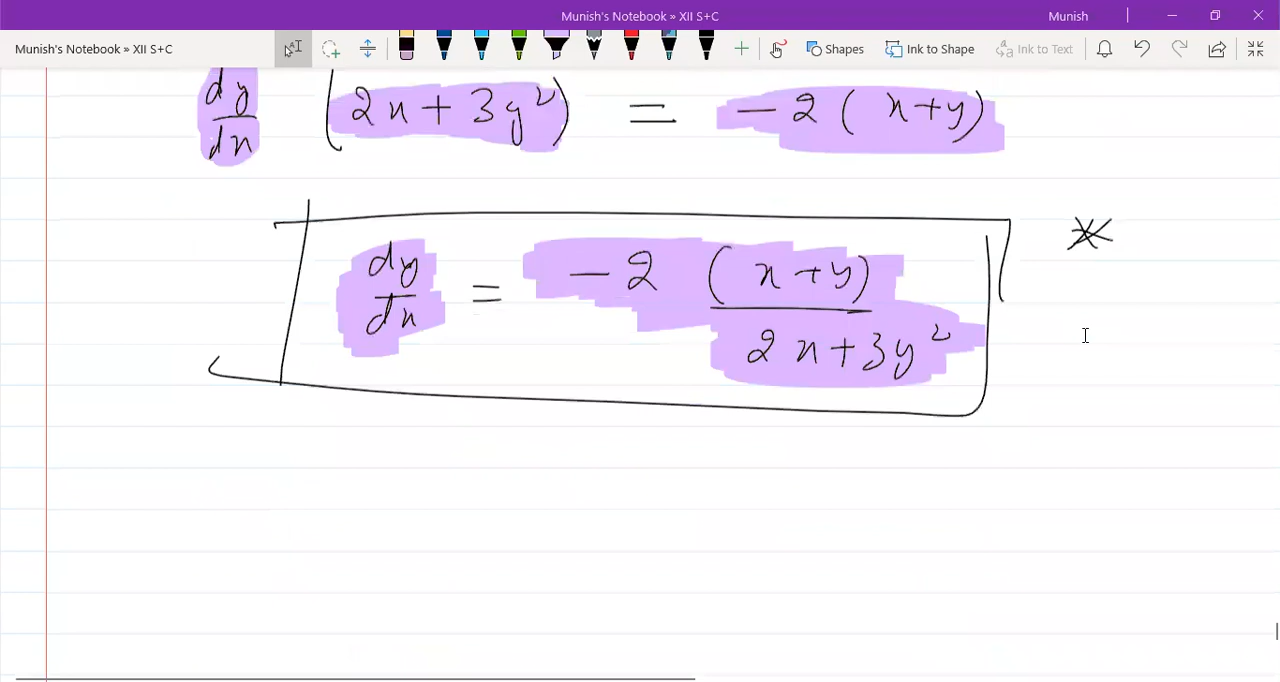 Munish's Notebook » XII S+C
Munish
Munish's Notebook » XII S+C
Shapes
Ink to Shape
Ink to Text
dy/dx (2x + 3y²) = -2 (x+y)
dy/dx = -2 (x+y) / 2x+3y² *